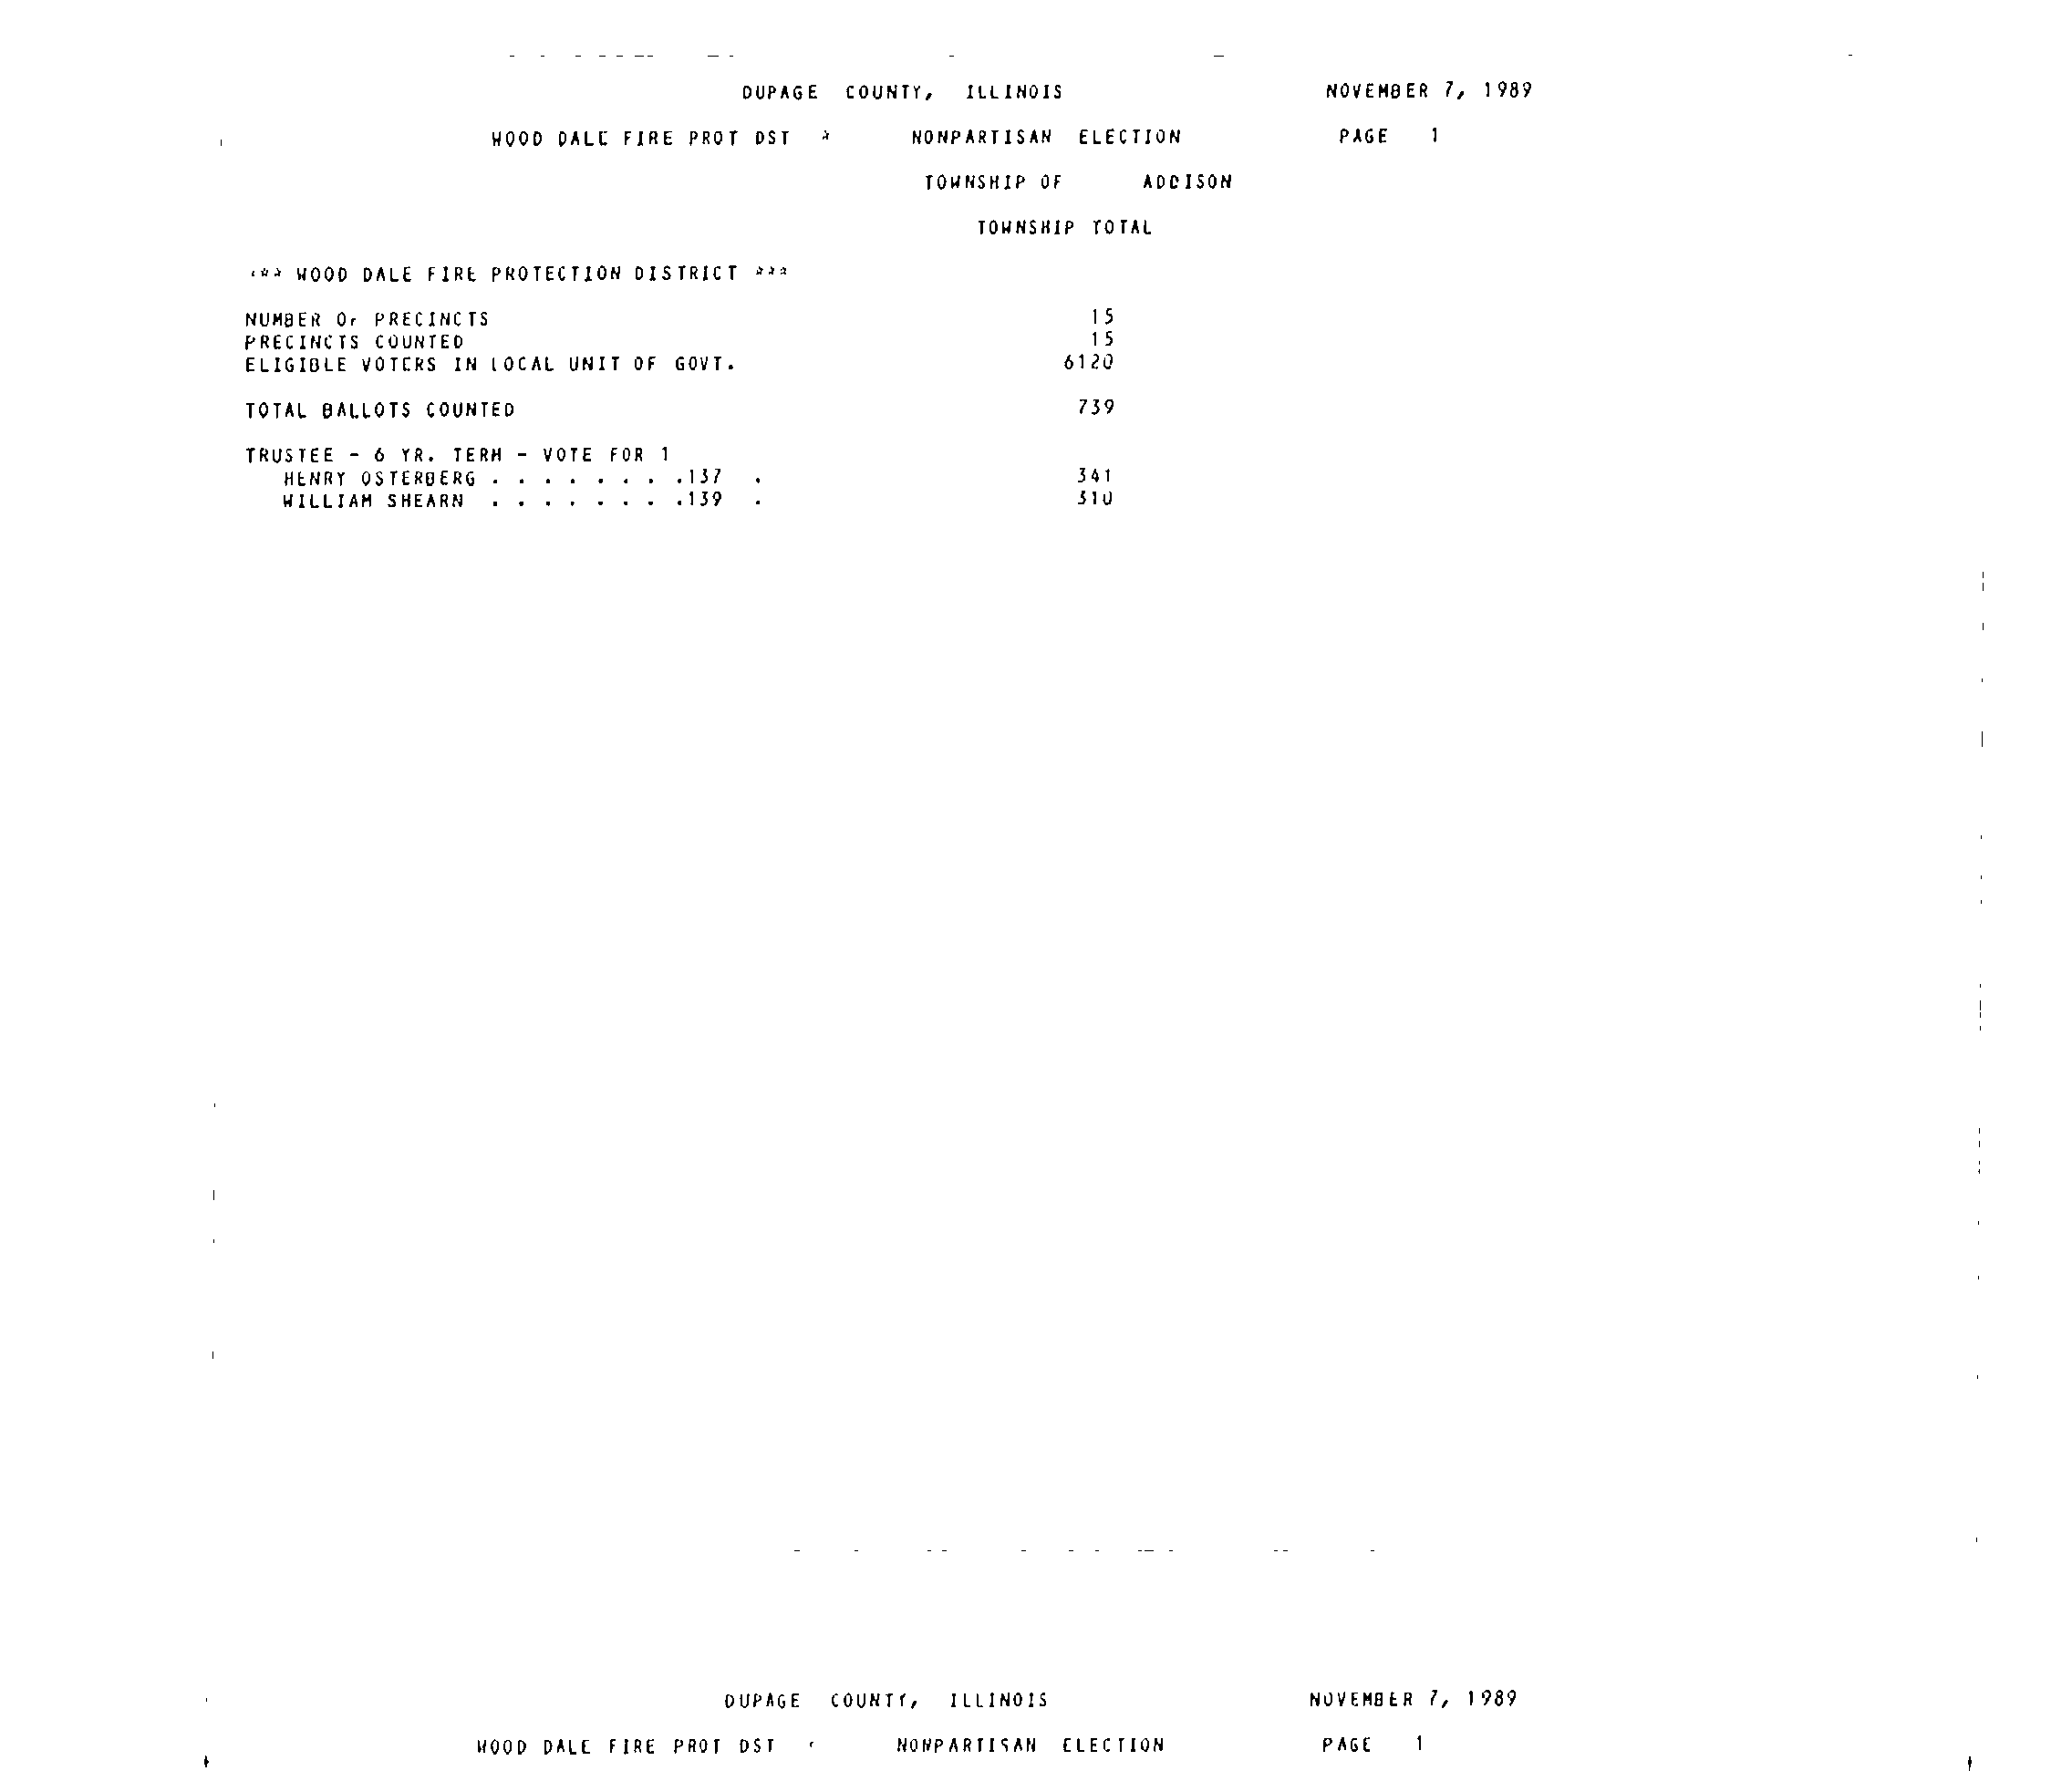 DUPAGE COUNTY, ILLINOIS NOVEMBER 7, 1989
WOOD DALE FIRE PROT DST * NONPARTISAN ELECTION PAGE 1
TOWNSHIP OF ADDISON
TOWNSHIP TOTAL
*** WOOD DALE FIRE PROTECTION DISTRICT ***
NUMBER OF PRECINCTS 15
PRECINCTS COUNTED 15
ELIGIBLE VOTERS IN LOCAL UNIT OF GOVT. 6120
TOTAL BALLOTS COUNTED 739
TRUSTEE - 6 YR. TERM - VOTE FOR 1
HENRY OSTERBERG . . . . . . . .137 . 341
WILLIAM SHEARN . . . . . . . .139 . 310
DUPAGE COUNTY, ILLINOIS NOVEMBER 7, 1989
WOOD DALE FIRE PROT DST * NONPARTISAN ELECTION PAGE 1